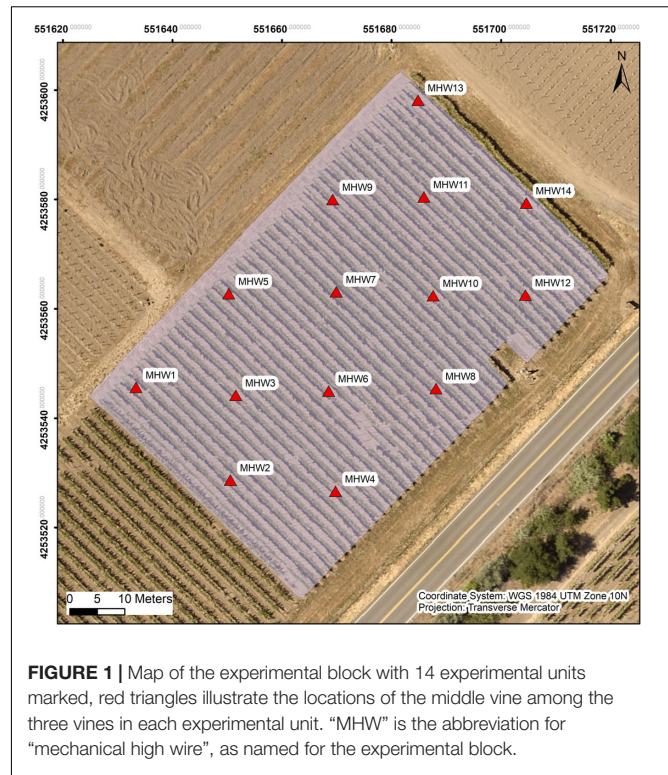 551620.000000 551640.000000 551660.000000 551680.000000 551700.000000 551720.000000
N
4253600.000000
4253580.000000
4253560.000000
4253540.000000
4253520.000000
MHW13
MHW9
MHW11
MHW14
MHW5
MHW7
MHW10
MHW12
MHW1
MHW3
MHW6
MHW8
MHW2
MHW4
0 5 10 Meters
Coordinate System: WGS 1984 UTM Zone 10N
Projection: Transverse Mercator
FIGURE 1 | Map of the experimental block with 14 experimental units
marked, red triangles illustrate the locations of the middle vine among the
three vines in each experimental unit. “MHW” is the abbreviation for
“mechanical high wire”, as named for the experimental block.